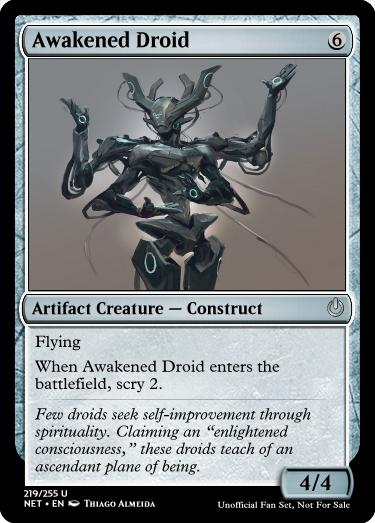 Awakened Droid 6
Artifact Creature — Construct
Flying
When Awakened Droid enters the
battlefield, scry 2.
Few droids seek self-improvement through
spirituality. Claiming an “enlightened
consciousness,” these droids teach of an
ascendant plane of being.
4/4
219/255 U
NET • EN Thiago Almeida
Unofficial Fan Set, Not For Sale